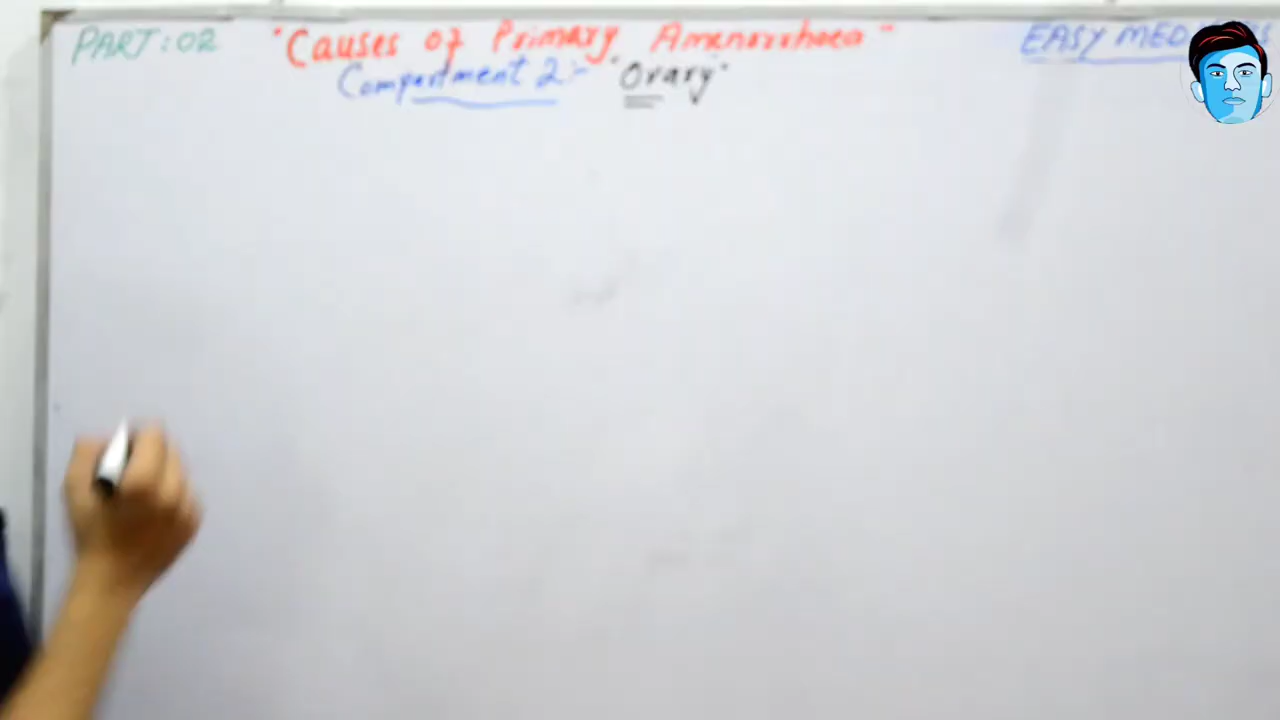 PART: 02 "Causes of Primary Amenorrhoea" EASY MED
Compartment 2:- "Ovary"